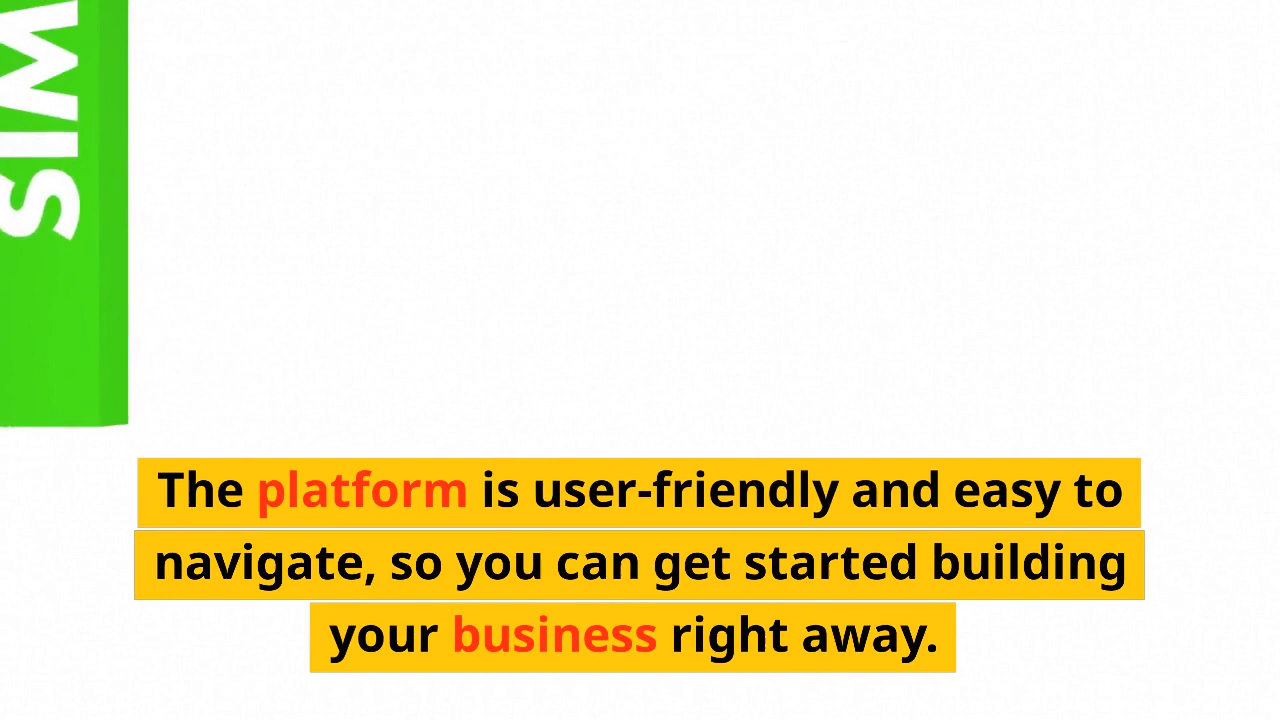 SIM
The platform is user-friendly and easy to
navigate, so you can get started building
your business right away.